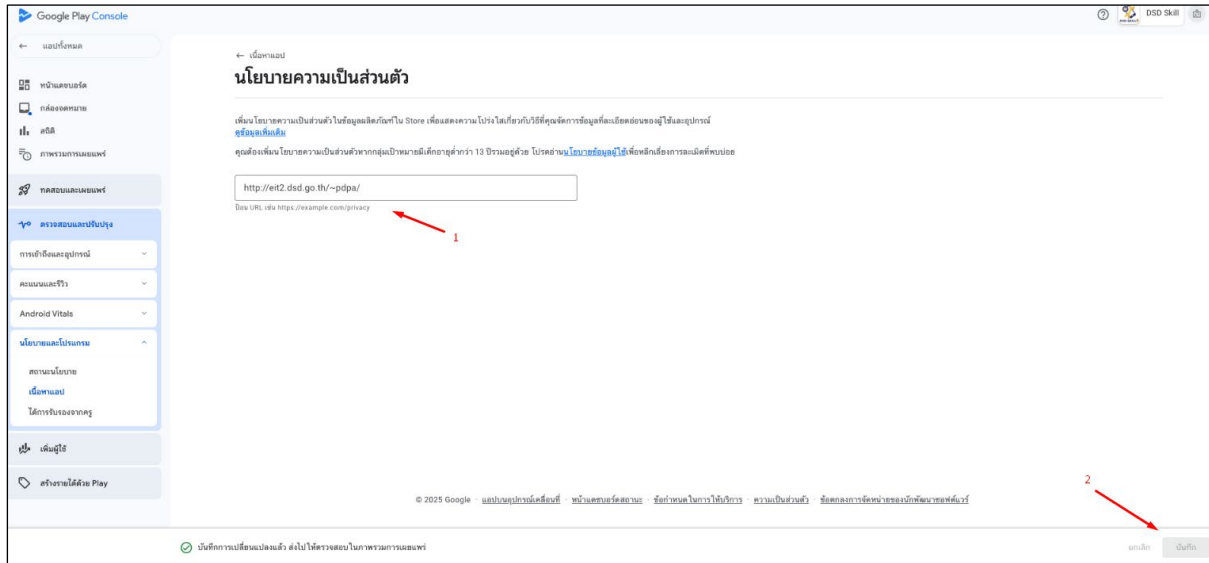 Google Play Console
DSD Skill
← แอปทั้งหมด
หน้าแดชบอร์ด
กล่องจดหมาย
สถิติ
ภาพรวมการเผยแพร่
ทดสอบและเผยแพร่
ตรวจสอบและปรับปรุง
การเข้าถึงและอุปกรณ์
คะแนนและรีวิว
Android Vitals
นโยบายและโปรแกรม
สถานะนโยบาย
เนื้อหาแอป
ได้การรับรองจากครู
เพิ่มผู้ใช้
สร้างรายได้ด้วย Play
← เนื้อหาแอป
นโยบายความเป็นส่วนตัว
เพิ่มนโยบายความเป็นส่วนตัวในข้อมูลผลิตภัณฑ์ใน Store เพื่อแสดงความโปร่งใสเกี่ยวกับวิธีที่คุณจัดการข้อมูลที่ละเอียดอ่อนของผู้ใช้และอุปกรณ์
ดูข้อมูลเพิ่มเติม
คุณต้องเพิ่มนโยบายความเป็นส่วนตัวหากกลุ่มเป้าหมายมีเด็กอายุต่ำกว่า 13 ปีรวมอยู่ด้วย โปรดอ่านนโยบายข้อมูลผู้ใช้เพื่อหลีกเลี่ยงการละเมิดที่พบบ่อย
http://eit2.dsd.go.th/~pdpa/
ป้อน URL เช่น https://example.com/privacy
1
2
© 2025 Google · แอปบนอุปกรณ์เคลื่อนที่ · หน้าแดชบอร์ดสถานะ · ข้อกำหนดในการให้บริการ · ความเป็นส่วนตัว · ข้อตกลงการจัดจำหน่ายของนักพัฒนาซอฟต์แวร์
บันทึกการเปลี่ยนแปลงแล้ว ส่งไปให้ตรวจสอบในภาพรวมการเผยแพร่
ยกเลิก บันทึก